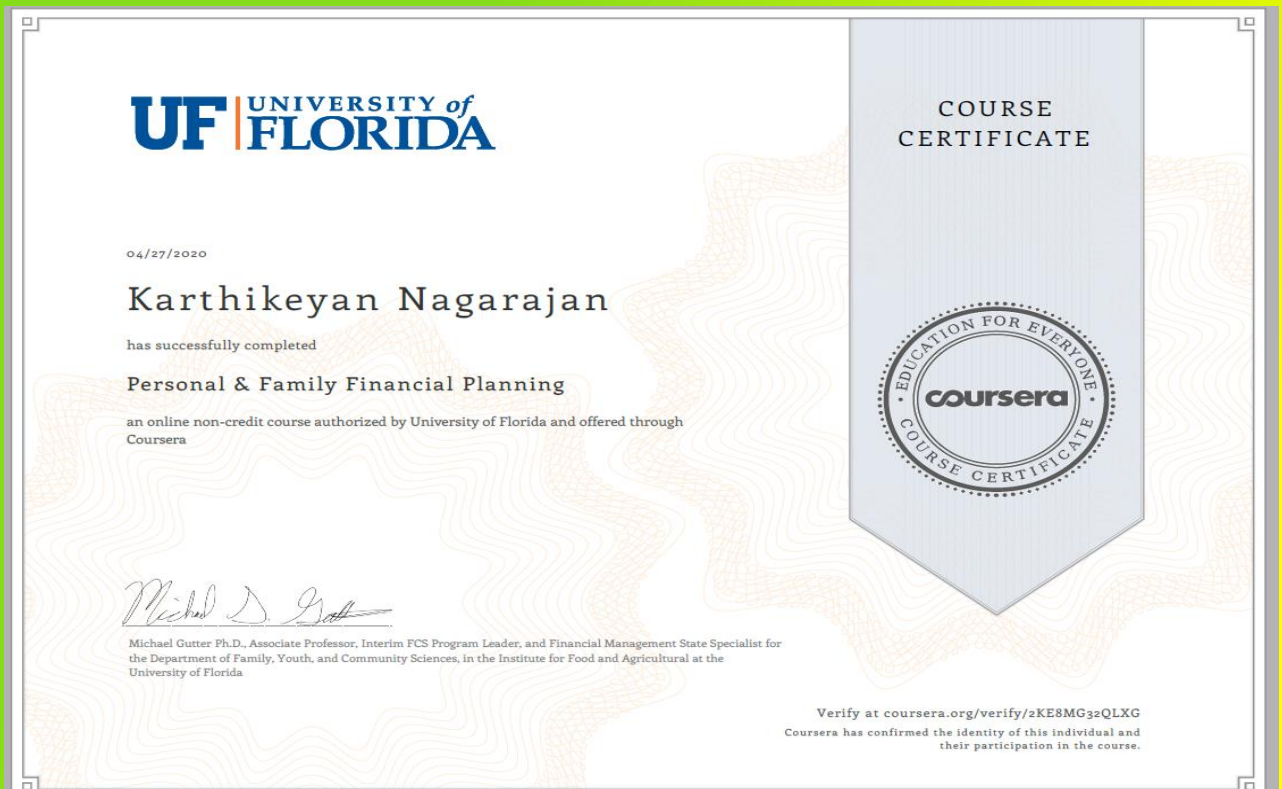 UF UNIVERSITY of
FLORIDA
COURSE
CERTIFICATE
04/27/2020
Karthikeyan Nagarajan
has successfully completed
Personal & Family Financial Planning
an online non-credit course authorized by University of Florida and offered through
Coursera
EDUCATION FOR EVERYONE
coursera
COURSE CERTIFICATE
Michael Gutter Ph.D., Associate Professor, Interim FCS Program Leader, and Financial Management State Specialist for
the Department of Family, Youth, and Community Sciences, in the Institute for Food and Agricultural at the
University of Florida
Verify at coursera.org/verify/2KE8MG32QLXG
Coursera has confirmed the identity of this individual and
their participation in the course.